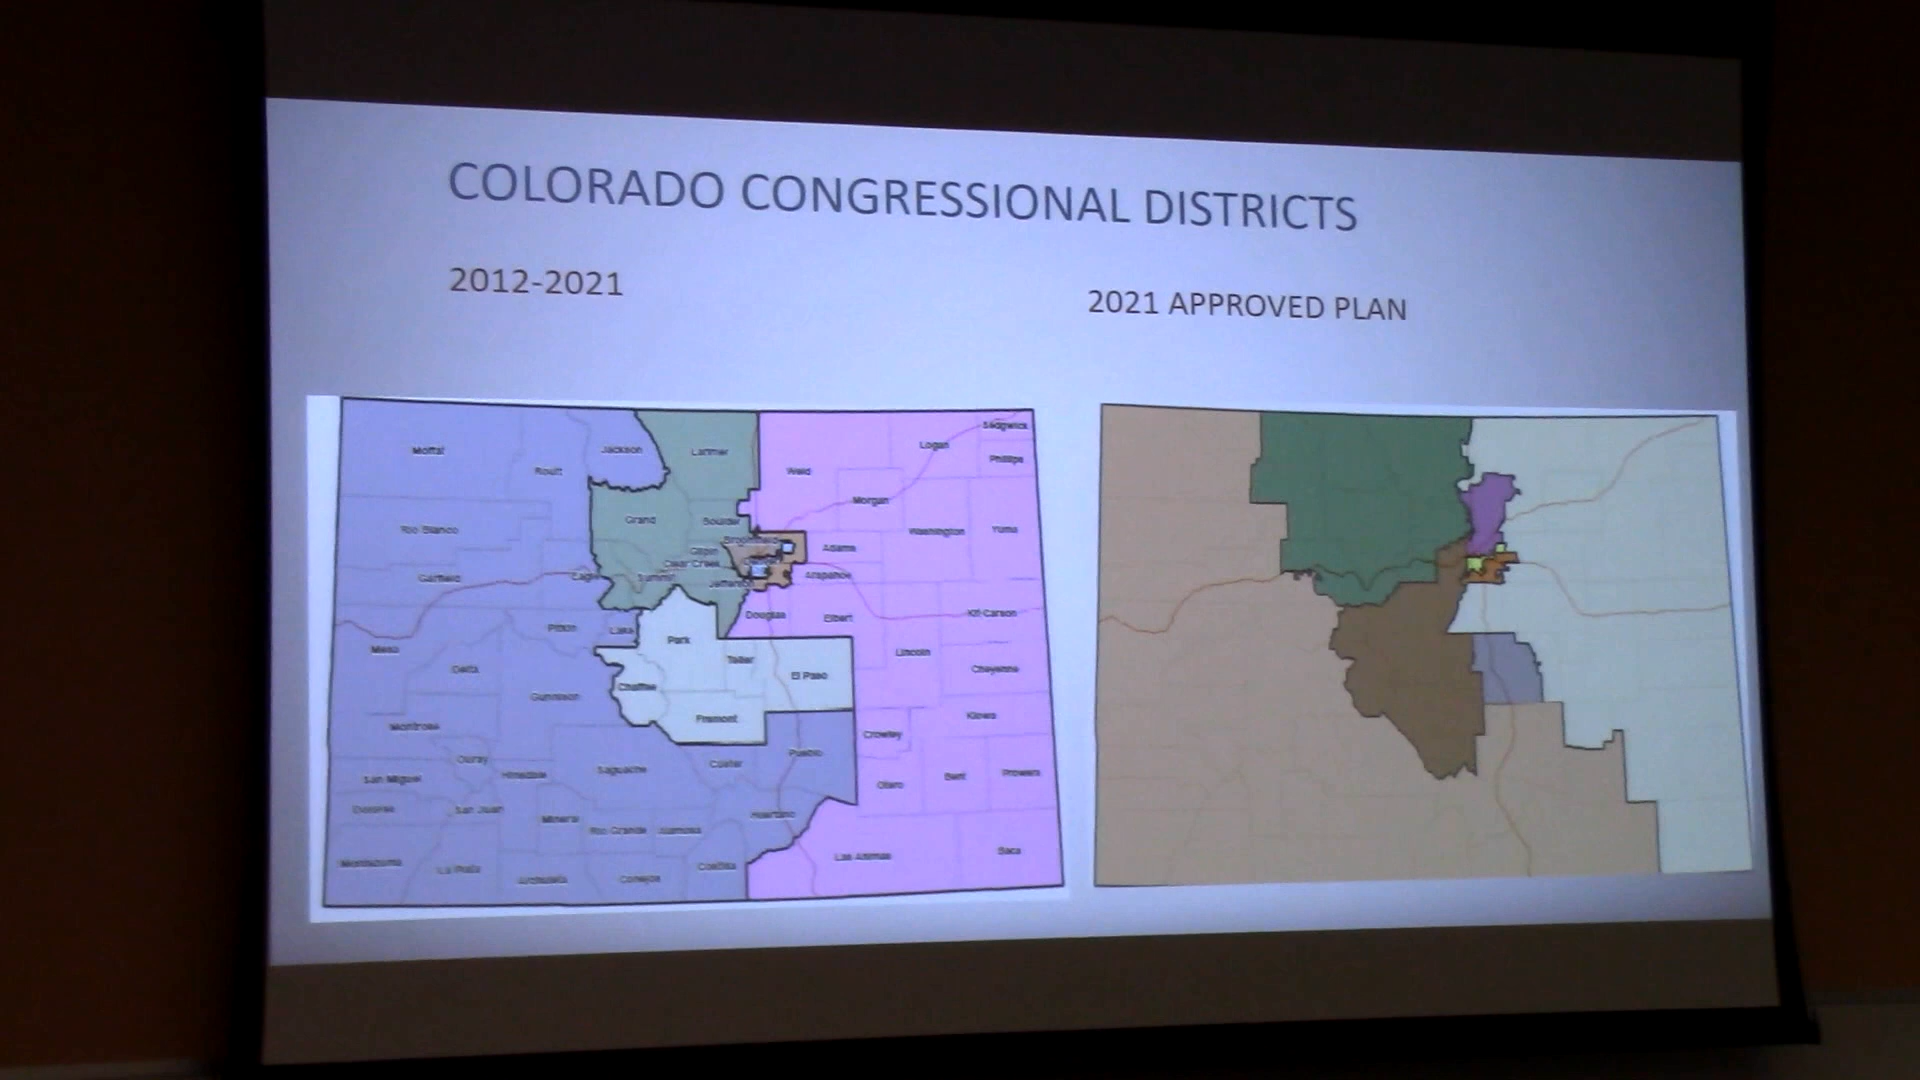 COLORADO CONGRESSIONAL DISTRICTS
2012-2021
2021 APPROVED PLAN
Moffat
Routt
Jackson
Larimer
Weld
Logan
Sedgwick
Phillips
Morgan
Washington
Yuma
Rio Blanco
Grand
Boulder
Broomfield
Adams
Gilpin
Clear Creek
Garfield
Eagle
Summit
Jefferson
Arapahoe
Douglas
Elbert
Kit Carson
Pitkin
Lake
Park
Mesa
Delta
Teller
Lincoln
Cheyenne
Gunnison
Chaffee
El Paso
Fremont
Montrose
Crowley
Kiowa
Ouray
Pueblo
San Miguel
Hinsdale
Saguache
Custer
Otero
Bent
Prowers
Dolores
San Juan
Mineral
Rio Grande
Alamosa
Huerfano
Montezuma
La Plata
Archuleta
Conejos
Costilla
Las Animas
Baca